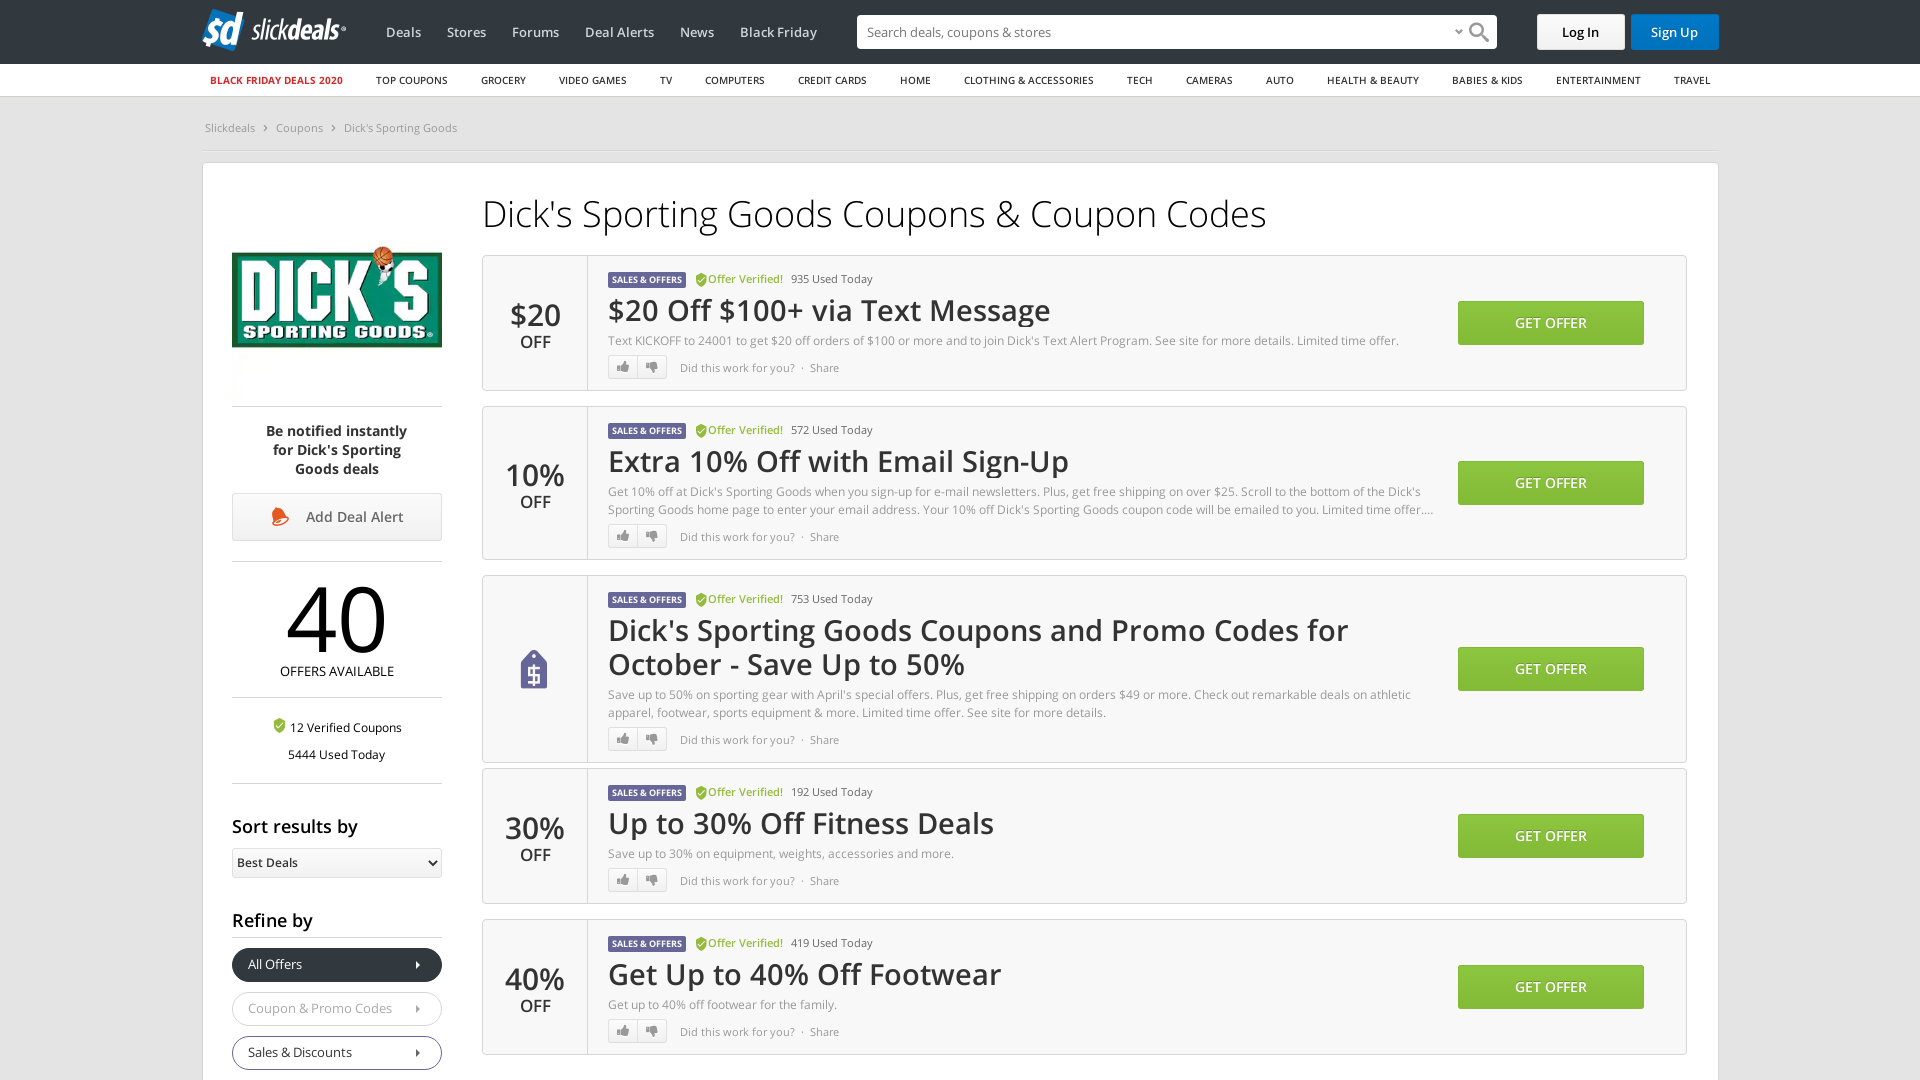 sd slickdeals
Deals Stores Forums Deal Alerts News Black Friday
Search deals, coupons & stores
Log In
Sign Up
BLACK FRIDAY DEALS 2020 TOP COUPONS GROCERY VIDEO GAMES TV COMPUTERS CREDIT CARDS HOME CLOTHING & ACCESSORIES TECH CAMERAS AUTO HEALTH & BEAUTY BABIES & KIDS ENTERTAINMENT TRAVEL
Slickdeals > Coupons > Dick's Sporting Goods
DICK'S
SPORTING GOODS®
Be notified instantly
for Dick's Sporting
Goods deals
Add Deal Alert
40
OFFERS AVAILABLE
12 Verified Coupons
5444 Used Today
Sort results by
Best Deals
Refine by
All Offers
Coupon & Promo Codes
Sales & Discounts
Dick's Sporting Goods Coupons & Coupon Codes
$20
OFF
SALES & OFFERS Offer Verified! 935 Used Today
$20 Off $100+ via Text Message
Text KICKOFF to 24001 to get $20 off orders of $100 or more and to join Dick's Text Alert Program. See site for more details. Limited time offer.
Did this work for you? · Share
GET OFFER
10%
OFF
SALES & OFFERS Offer Verified! 572 Used Today
Extra 10% Off with Email Sign-Up
Get 10% off at Dick's Sporting Goods when you sign-up for e-mail newsletters. Plus, get free shipping on over $25. Scroll to the bottom of the Dick's
Sporting Goods home page to enter your email address. Your 10% off Dick's Sporting Goods coupon code will be emailed to you. Limited time offer....
Did this work for you? · Share
GET OFFER
$
SALES & OFFERS Offer Verified! 753 Used Today
Dick's Sporting Goods Coupons and Promo Codes for
October - Save Up to 50%
Save up to 50% on sporting gear with April's special offers. Plus, get free shipping on orders $49 or more. Check out remarkable deals on athletic
apparel, footwear, sports equipment & more. Limited time offer. See site for more details.
Did this work for you? · Share
GET OFFER
30%
OFF
SALES & OFFERS Offer Verified! 192 Used Today
Up to 30% Off Fitness Deals
Save up to 30% on equipment, weights, accessories and more.
Did this work for you? · Share
GET OFFER
40%
OFF
SALES & OFFERS Offer Verified! 419 Used Today
Get Up to 40% Off Footwear
Get up to 40% off footwear for the family.
Did this work for you? · Share
GET OFFER